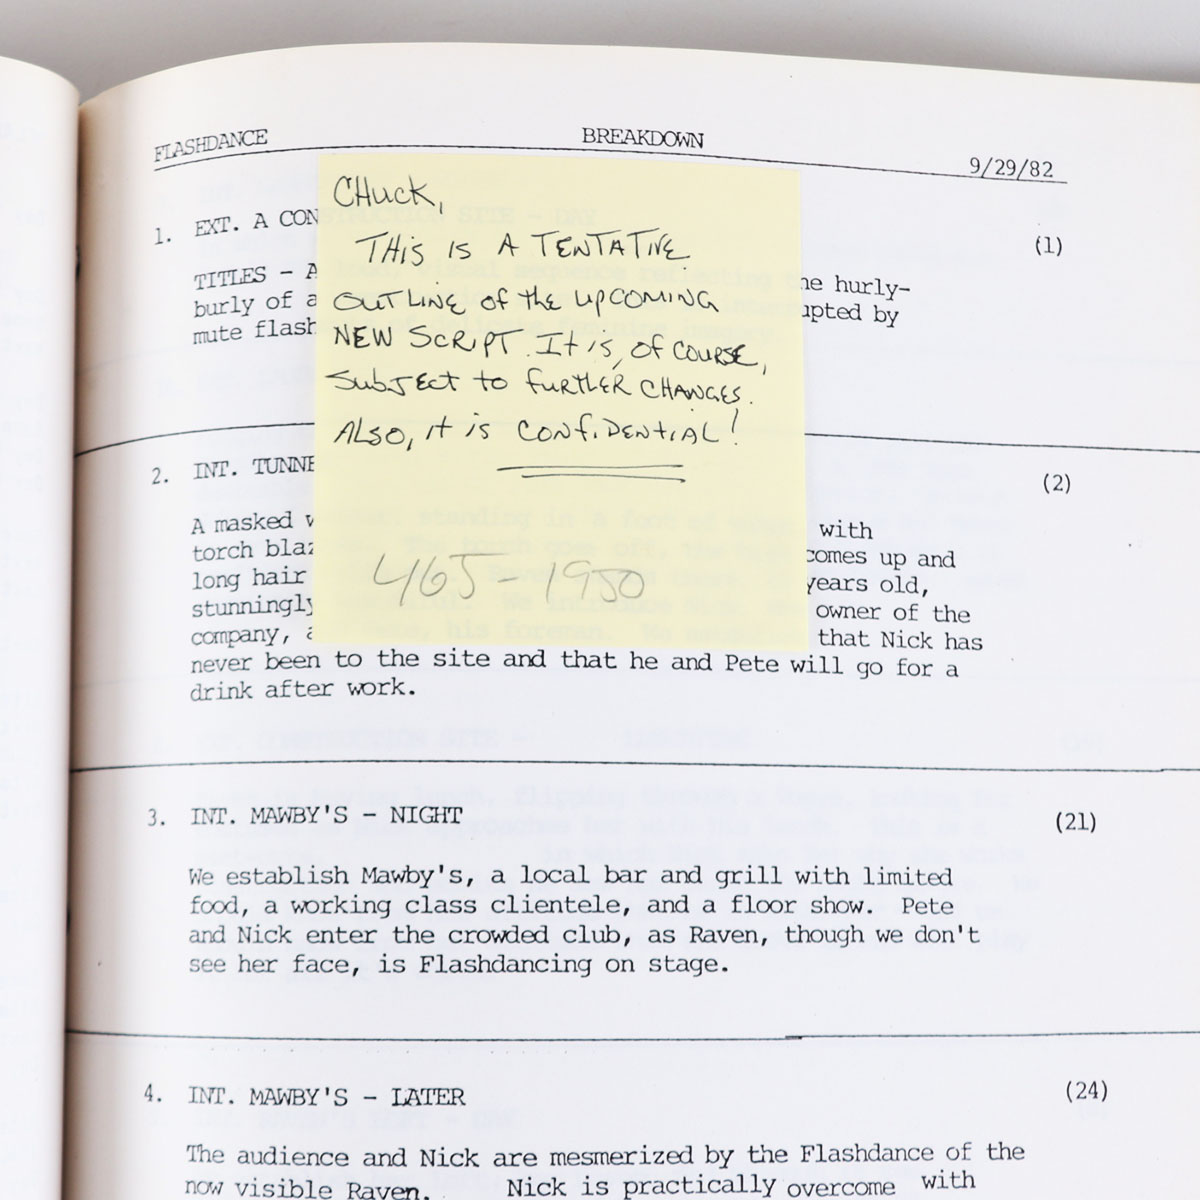 FLASHDANCE BREAKDOWN 9/29/82
CHUCK,
THIS IS A TENTATIVE
OUTLINE OF the UPCOMING
NEW SCRIPT. It is, OF COURSE,
SUBJECT to FURTHER CHANGES.
ALSO, it is CONFIDENTIAL!
465-1950
1. EXT. A CON (1)
TITLES - A he hurly-
burly of a upted by
mute flash
2. INT. TUNNE (2)
A masked w with
torch blaz comes up and
long hair years old,
stunningly owner of the
company, a that Nick has
never been to the site and that he and Pete will go for a
drink after work.
3. INT. MAWBY'S - NIGHT (21)
We establish Mawby's, a local bar and grill with limited
food, a working class clientele, and a floor show. Pete
and Nick enter the crowded club, as Raven, though we don't
see her face, is Flashdancing on stage.
4. INT. MAWBY'S - LATER (24)
The audience and Nick are mesmerized by the Flashdance of the
now visible Raven. Nick is practically overcome with